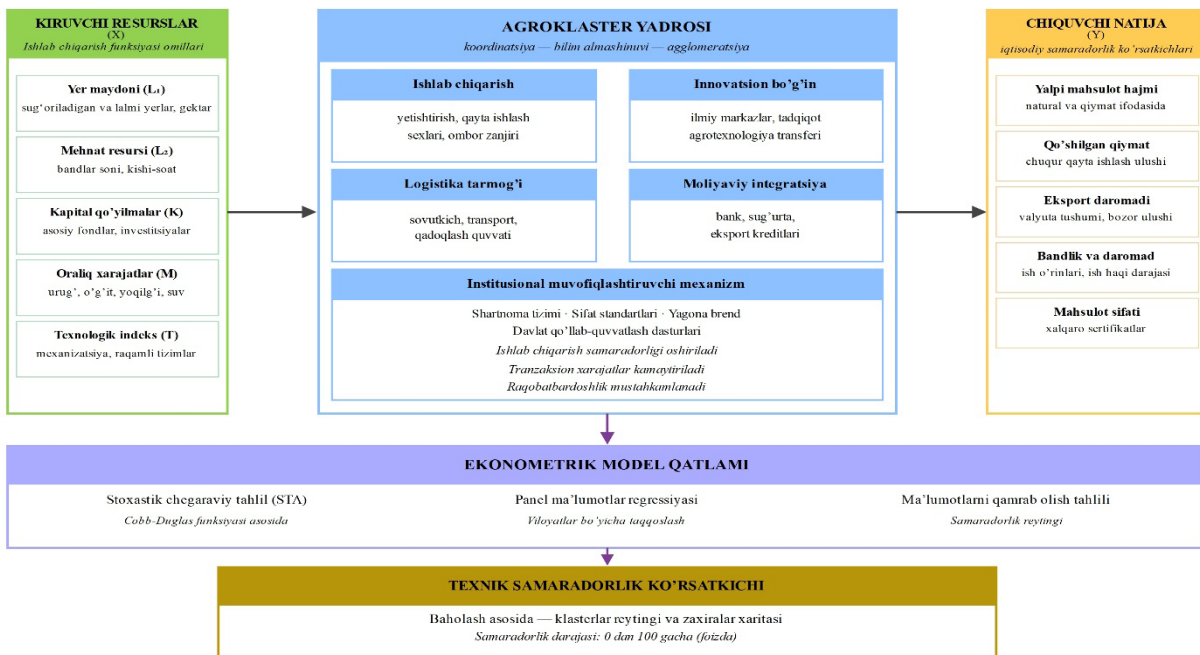 KIRUVCHI RESURSLAR
(X)
Ishlab chiqarish funksiyasi omillari
Yer maydoni (L₁)
sug‘oriladigan va lalmi yerlar, gektar
Mehnat resursi (L₂)
bandlar soni, kishi-soat
Kapital qo’yilmalar (K)
asosiy fondlar, investitsiyalar
Oraliq xarajatlar (M)
urug’, o’g’it, yoqilg’i, suv
Texnologik indeks (T)
mexanizatsiya, raqamli tizimlar
AGROKLASTER YADROSI
koordinatsiya — bilim almashinuvi — agglomeratsiya
Ishlab chiqarish
yetishtirish, qayta ishlash
sexlari, ombor zanjiri
Innovatsion bo’g’in
ilmiy markazlar, tadqiqot
agrotexnologiya transferi
Logistika tarmog’i
sovutkich, transport,
qadoqlash quvvati
Moliyaviy integratsiya
bank, sug’urta,
eksport kreditlari
Institusional muvofiqlashtiruvchi mexanizm
Shartnoma tizimi · Sifat standartlari · Yagona brend
Davlat qo’llab-quvvatlash dasturlari
Ishlab chiqarish samaradorligi oshiriladi
Tranzaksion xarajatlar kamaytiriladi
Raqobatbardoshlik mustahkamlanadi
CHIQUVCHI NATIJA
(Y)
iqtisodiy samaradorlik ko’rsatkichlari
Yalpi mahsulot hajmi
natural va qiymat ifodasida
Qo’shilgan qiymat
chuqur qayta ishlash ulushi
Eksport daromadi
valyuta tushumi, bozor ulushi
Bandlik va daromad
ish o’rinlari, ish haqi darajasi
Mahsulot sifati
xalqaro sertifikatlar
EKONOMETRIK MODEL QATLAMI
Stoxastik chegaraviy tahlil (STA)
Cobb-Duglas funksiyasi asosida
Panel ma’lumotlar regressiyasi
Viloyatlar bo’yicha taqqoslash
Ma’lumotlarni qamrab olish tahlili
Samaradorlik reytingi
TEXNIK SAMARADORLIK KO’RSATKICHI
Baholash asosida — klasterlar reytingi va zaxiralar xaritasi
Samaradorlik darajasi: 0 dan 100 gacha (foizda)